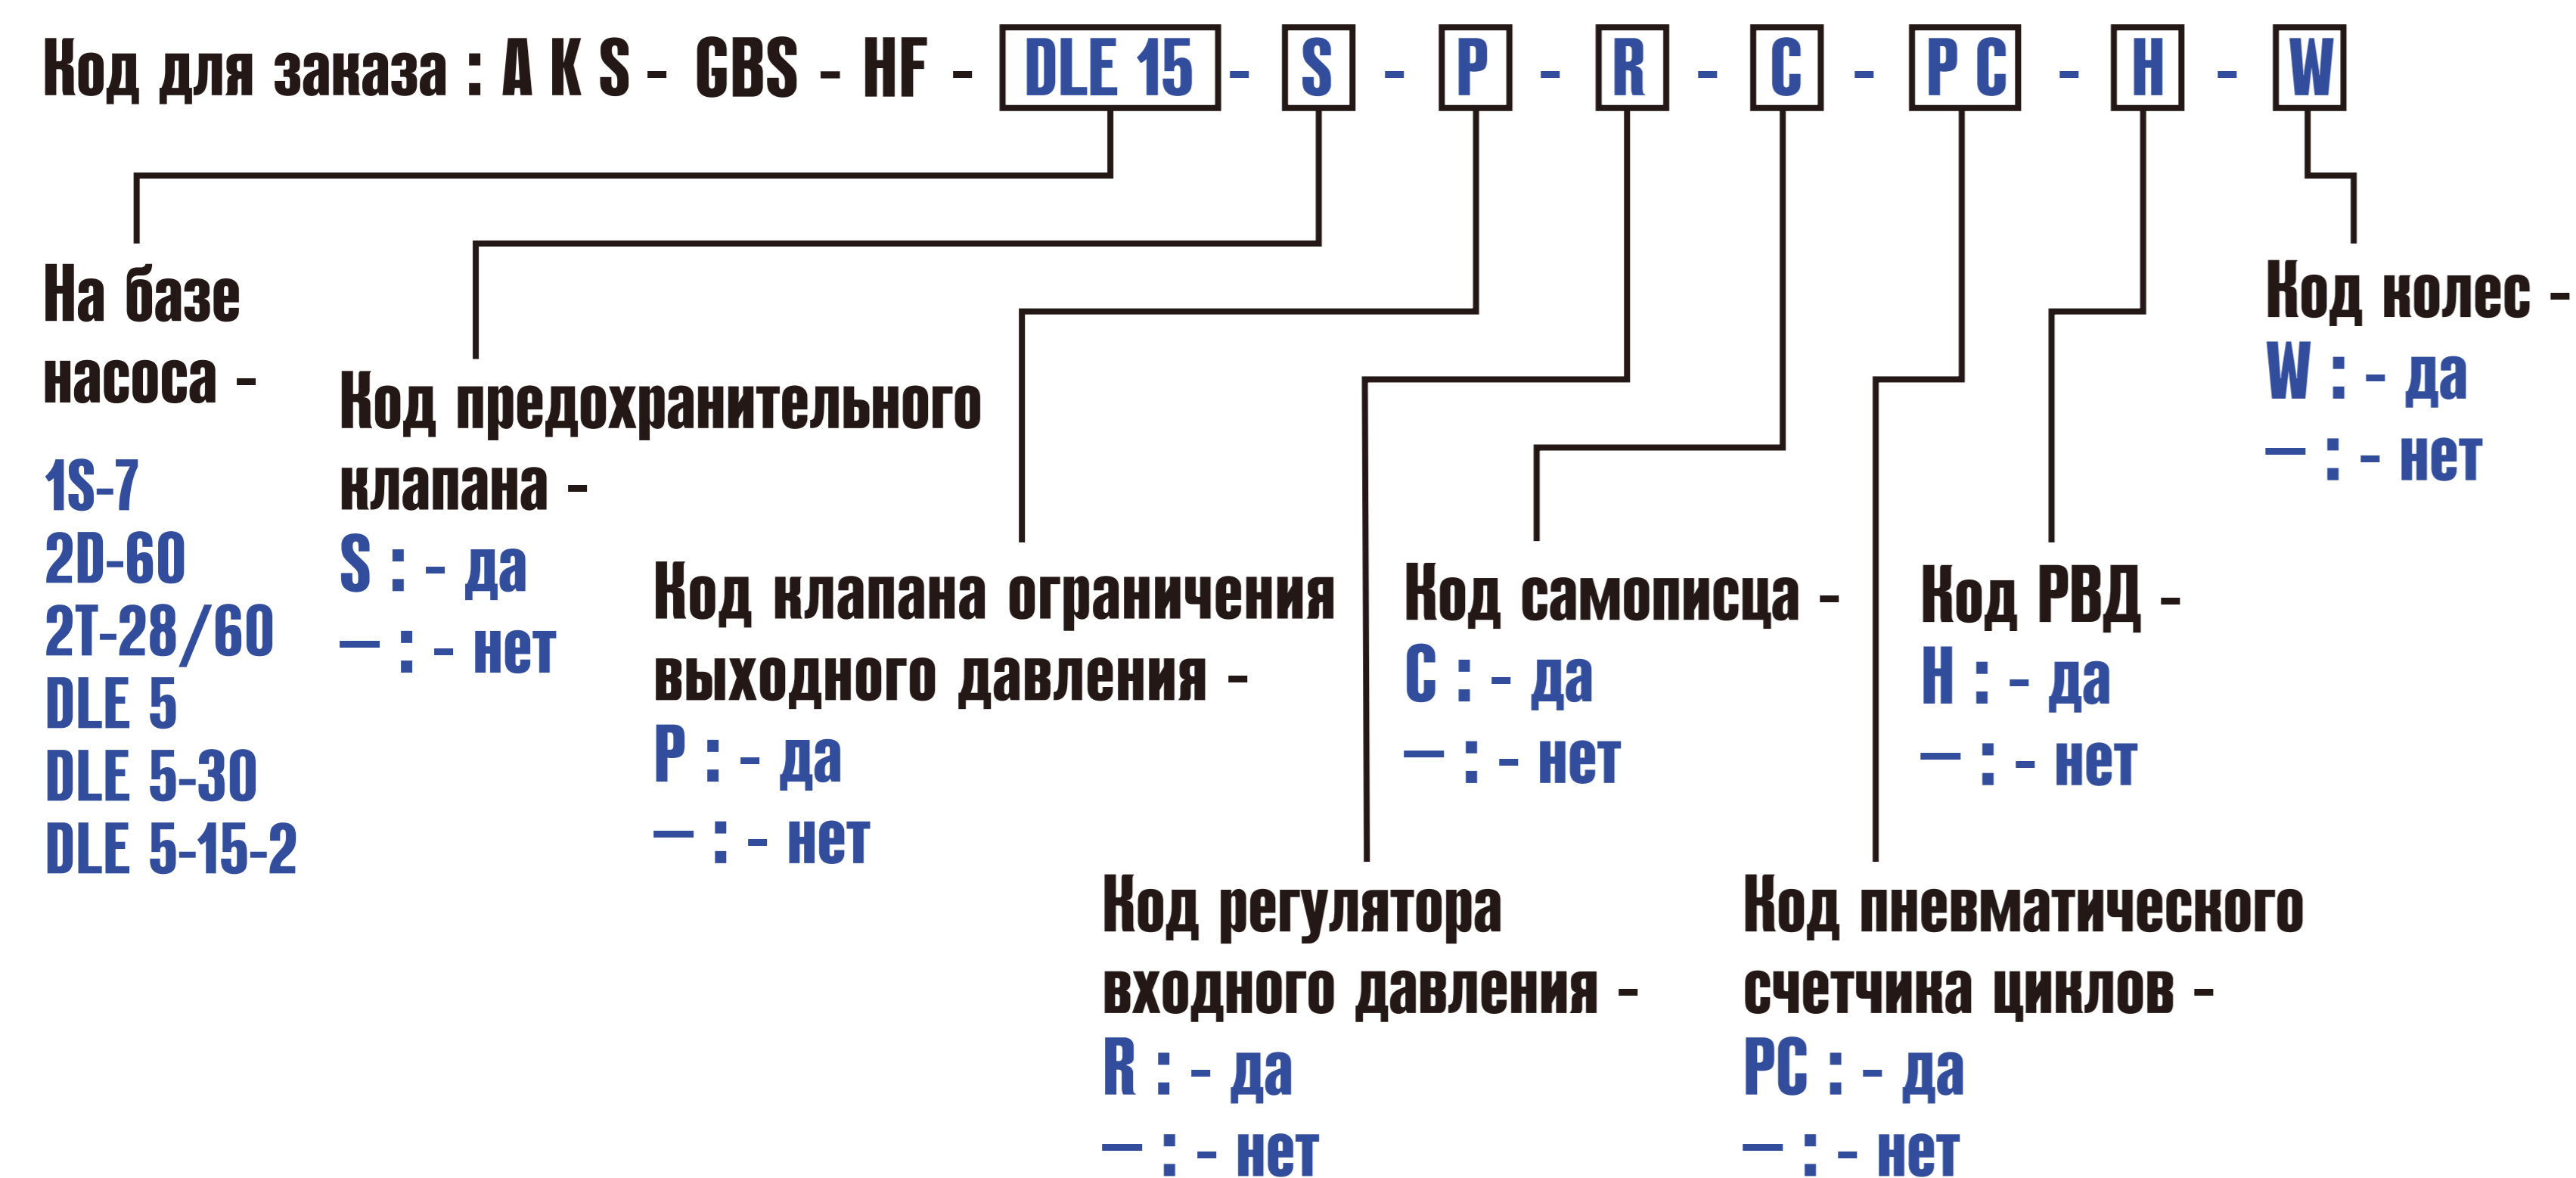 Код для заказа : A K S - GBS - HF - DLE 15 - S - P - R - C - P C - H - W
На базе
насоса -
1S-7
2D-60
2T-28/60
DLE 5
DLE 5-30
DLE 5-15-2
Код предохранительного
клапана -
S : - да
— : - нет
Код клапана ограничения
выходного давления -
P : - да
— : - нет
Код регулятора
входного давления -
R : - да
— : - нет
Код самописца -
C : - да
— : - нет
Код пневматического
счетчика циклов -
PC : - да
— : - нет
Код РВД -
H : - да
— : - нет
Код колес -
W : - да
— : - нет